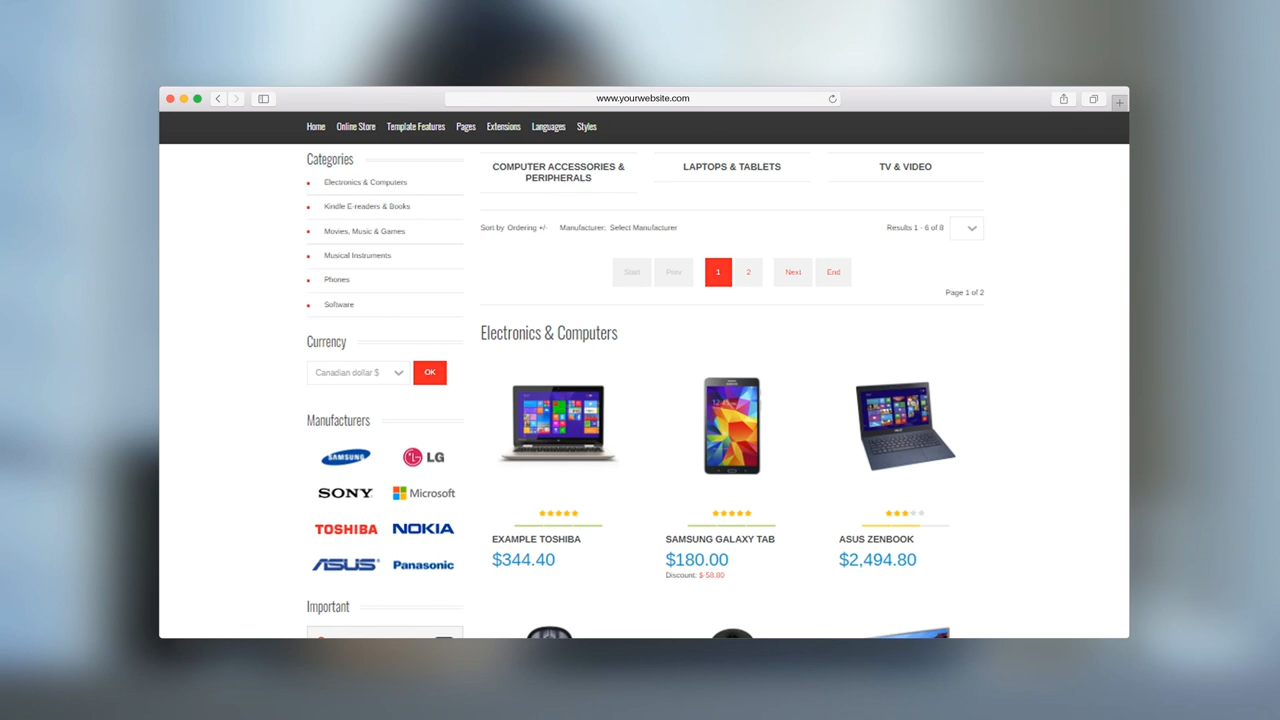 www.yourwebsite.com
Home Online Store Template Features Pages Extensions Languages Styles
Categories
Electronics & Computers
Kindle E-readers & Books
Movies, Music & Games
Musical Instruments
Phones
Software
Currency
Canadian dollar $ OK
Manufacturers
SAMSUNG LG
SONY Microsoft
TOSHIBA NOKIA
ASUS Panasonic
Important
COMPUTER ACCESSORIES &
PERIPHERALS
LAPTOPS & TABLETS
TV & VIDEO
Sort by Ordering +/- Manufacturer: Select Manufacturer Results 1 - 6 of 8
Start Prev 1 2 Next End
Page 1 of 2
Electronics & Computers
EXAMPLE TOSHIBA
$344.40
SAMSUNG GALAXY TAB
$180.00
Discount: $-58.80
ASUS ZENBOOK
$2,494.80